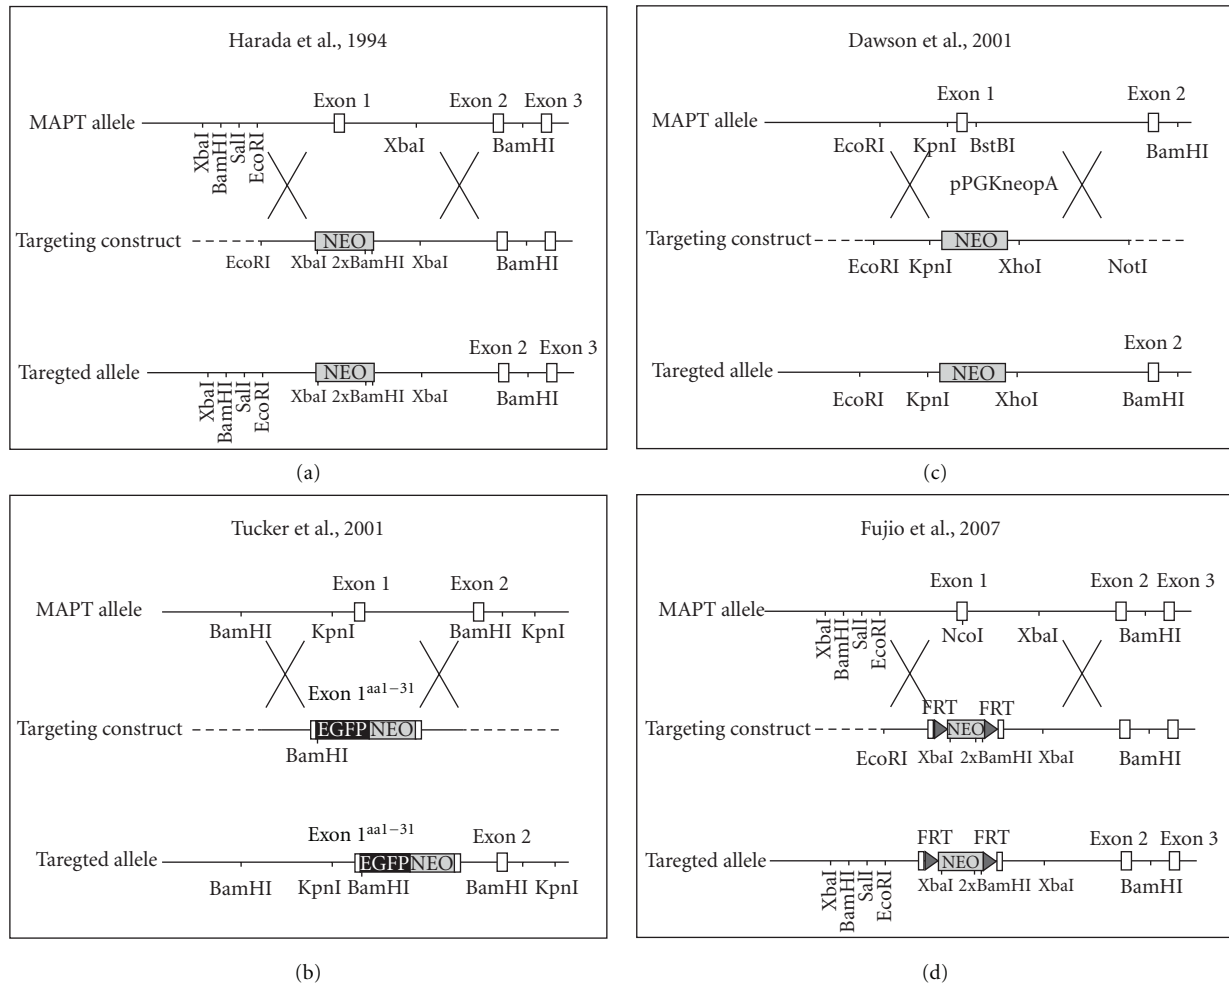 Harada et al., 1994
Exon 1 Exon 2 Exon 3
MAPT allele
XbaI BamHI SalI EcoRI XbaI BamHI
Targeting construct NEO
EcoRI XbaI 2xBamHI XbaI BamHI
Exon 2 Exon 3
Taregted allele NEO
XbaI BamHI SalI EcoRI XbaI 2xBamHI XbaI BamHI
(a)
Dawson et al., 2001
Exon 1 Exon 2
MAPT allele
EcoRI KpnI BstBI BamHI
pPGKneopA
Targeting construct NEO
EcoRI KpnI XhoI NotI
Exon 2
Taregted allele NEO
EcoRI KpnI XhoI BamHI
(c)
Tucker et al., 2001
Exon 1 Exon 2
MAPT allele
BamHI KpnI BamHI KpnI
Exon 1aa1−31
Targeting construct EGFP NEO
BamHI
Exon 1aa1−31 Exon 2
Taregted allele EGFP NEO
BamHI KpnI BamHI BamHI KpnI
(b)
Fujio et al., 2007
Exon 1 Exon 2 Exon 3
MAPT allele
XbaI BamHI SalI EcoRI NcoI XbaI BamHI
FRT FRT
Targeting construct NEO
EcoRI XbaI 2xBamHI XbaI BamHI
FRT FRT Exon 2 Exon 3
Taregted allele NEO
XbaI BamHI SalI EcoRI XbaI 2xBamHI XbaI BamHI
(d)